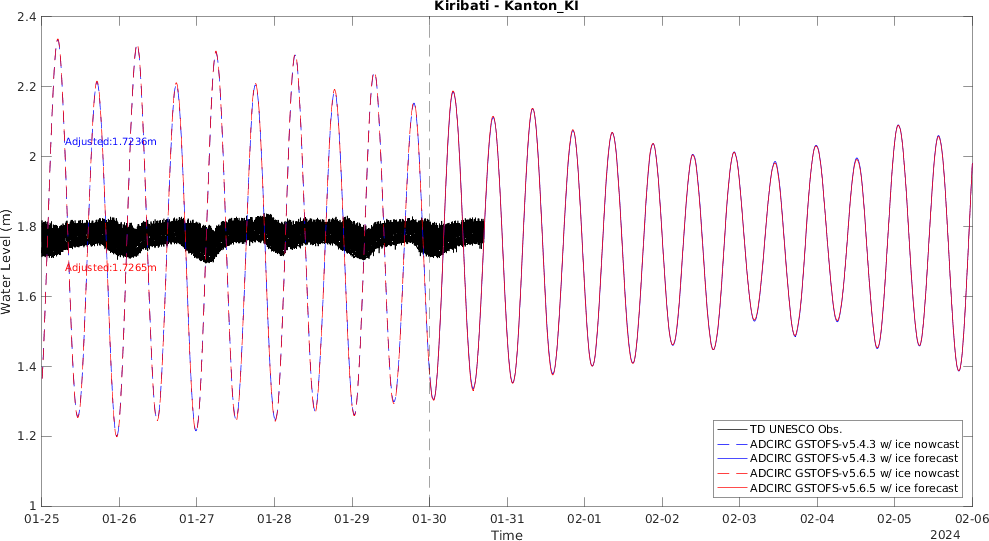 Kiribati - Kanton_KI
2.4
2.2
2
1.8
1.6
1.4
1.2
1
Water Level (m)
Adjusted:1.7236m
Adjusted:1.7265m
TD UNESCO Obs.
ADCIRC GSTOFS-v5.4.3 w/ ice nowcast
ADCIRC GSTOFS-v5.4.3 w/ ice forecast
ADCIRC GSTOFS-v5.6.5 w/ ice nowcast
ADCIRC GSTOFS-v5.6.5 w/ ice forecast
01-25 01-26 01-27 01-28 01-29 01-30 01-31 02-01 02-02 02-03 02-04 02-05 02-06
Time
2024